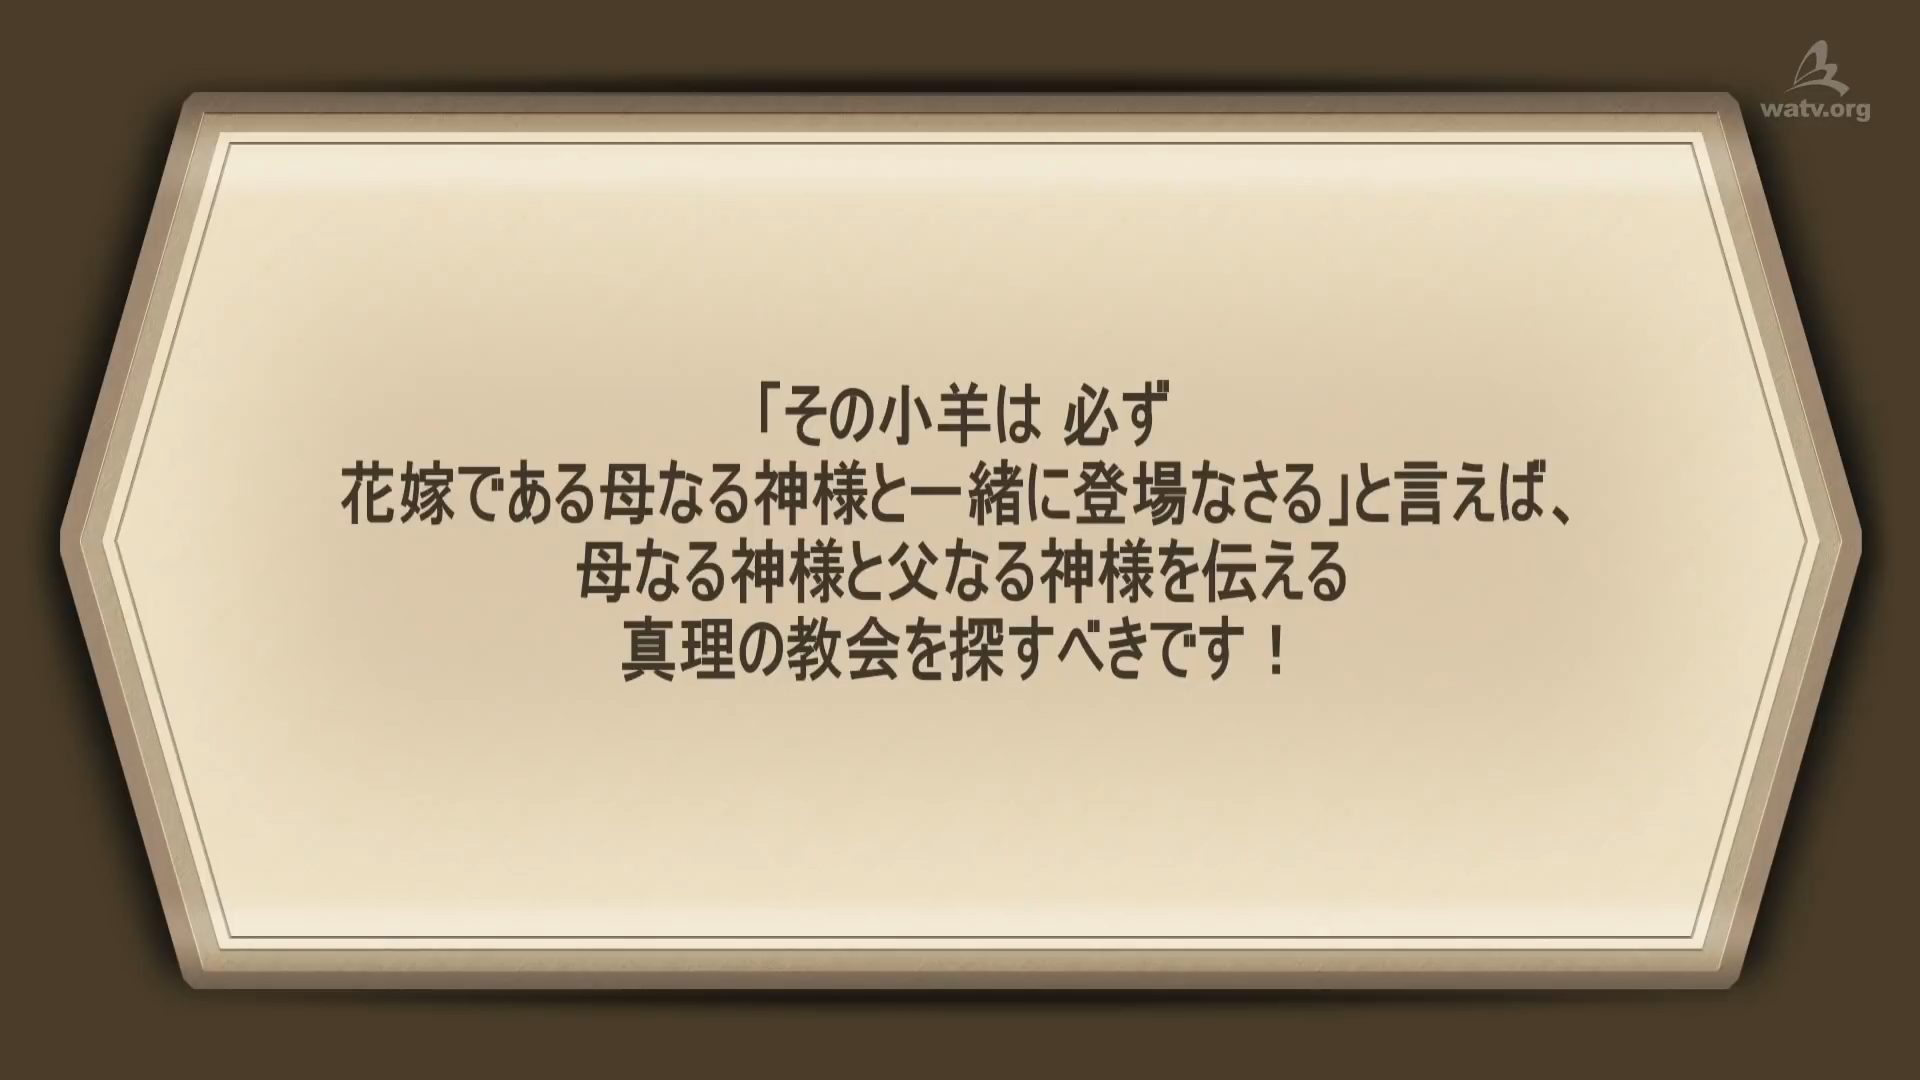 watv.org
「その小羊は 必ず
花嫁である母なる神様と一緒に登場なさる」と言えば、
母なる神様と父なる神様を伝える
真理の教会を探すべきです！